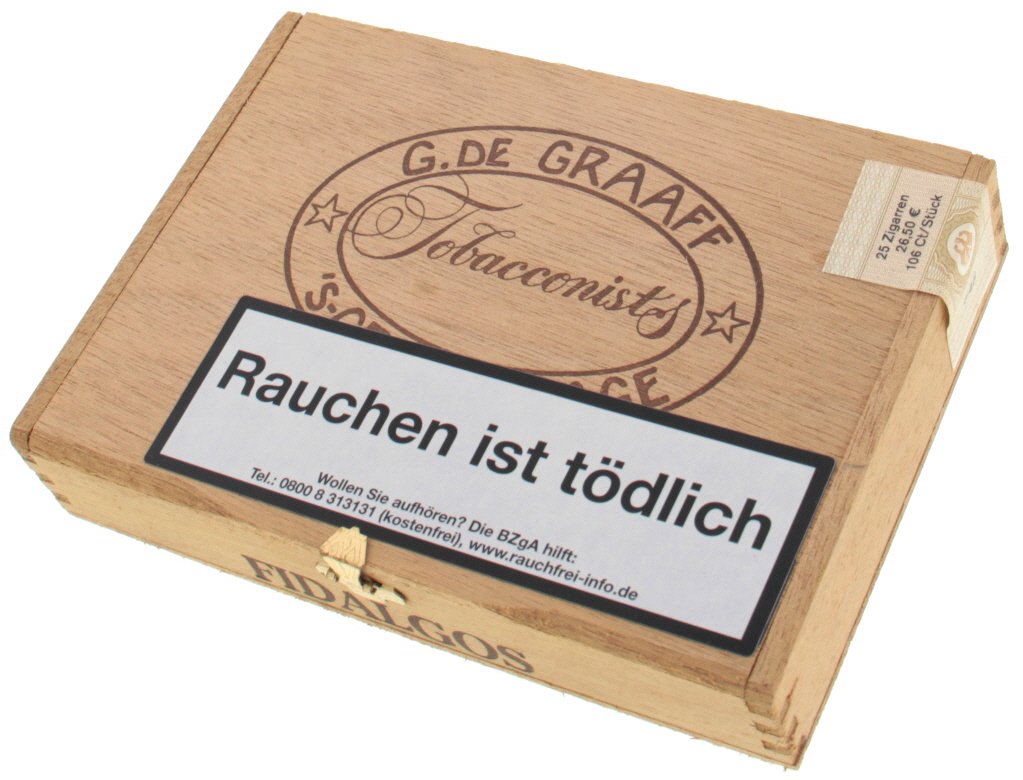 G. DE GRAAFF
Tobacconists
25 Zigarren
26,50 €
106 Ct/Stück
Rauchen ist tödlich
Wollen Sie aufhören? Die BZgA hilft:
Tel.: 0800 8 313131 (kostenfrei), www.rauchfrei-info.de
FIDALGOS